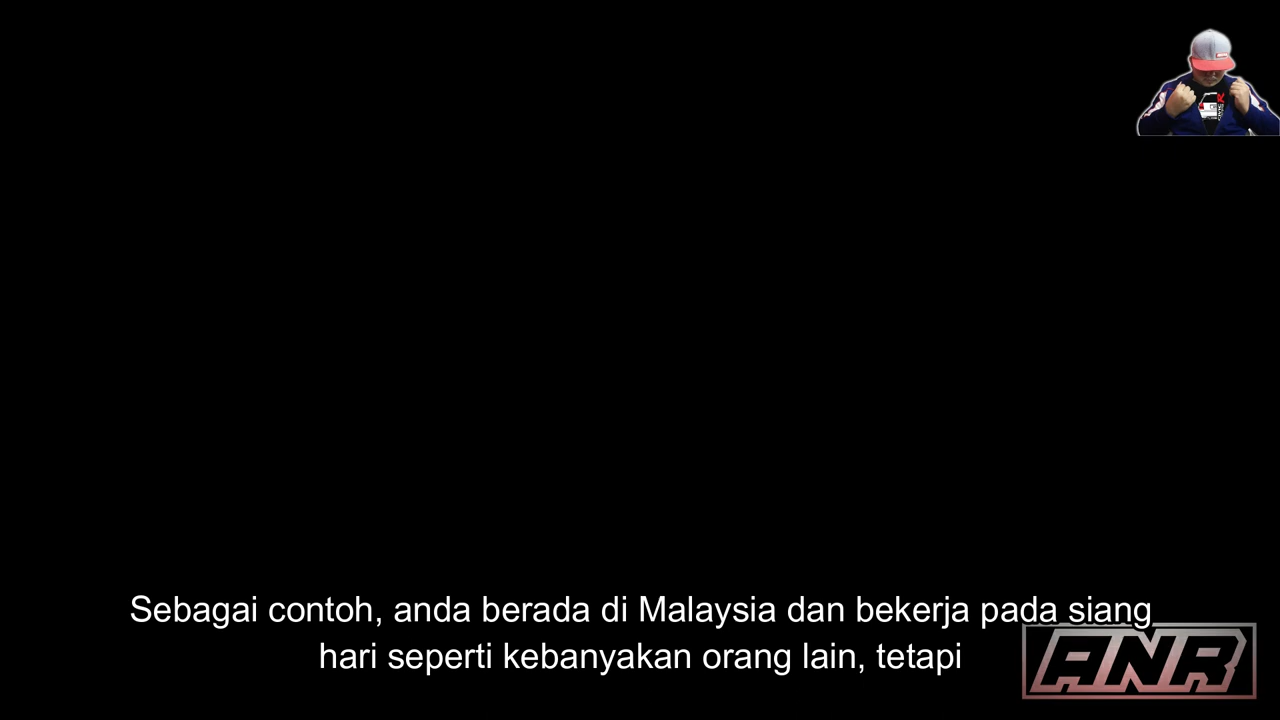 Sebagai contoh, anda berada di Malaysia dan bekerja pada siang
hari seperti kebanyakan orang lain, tetapi
ANR